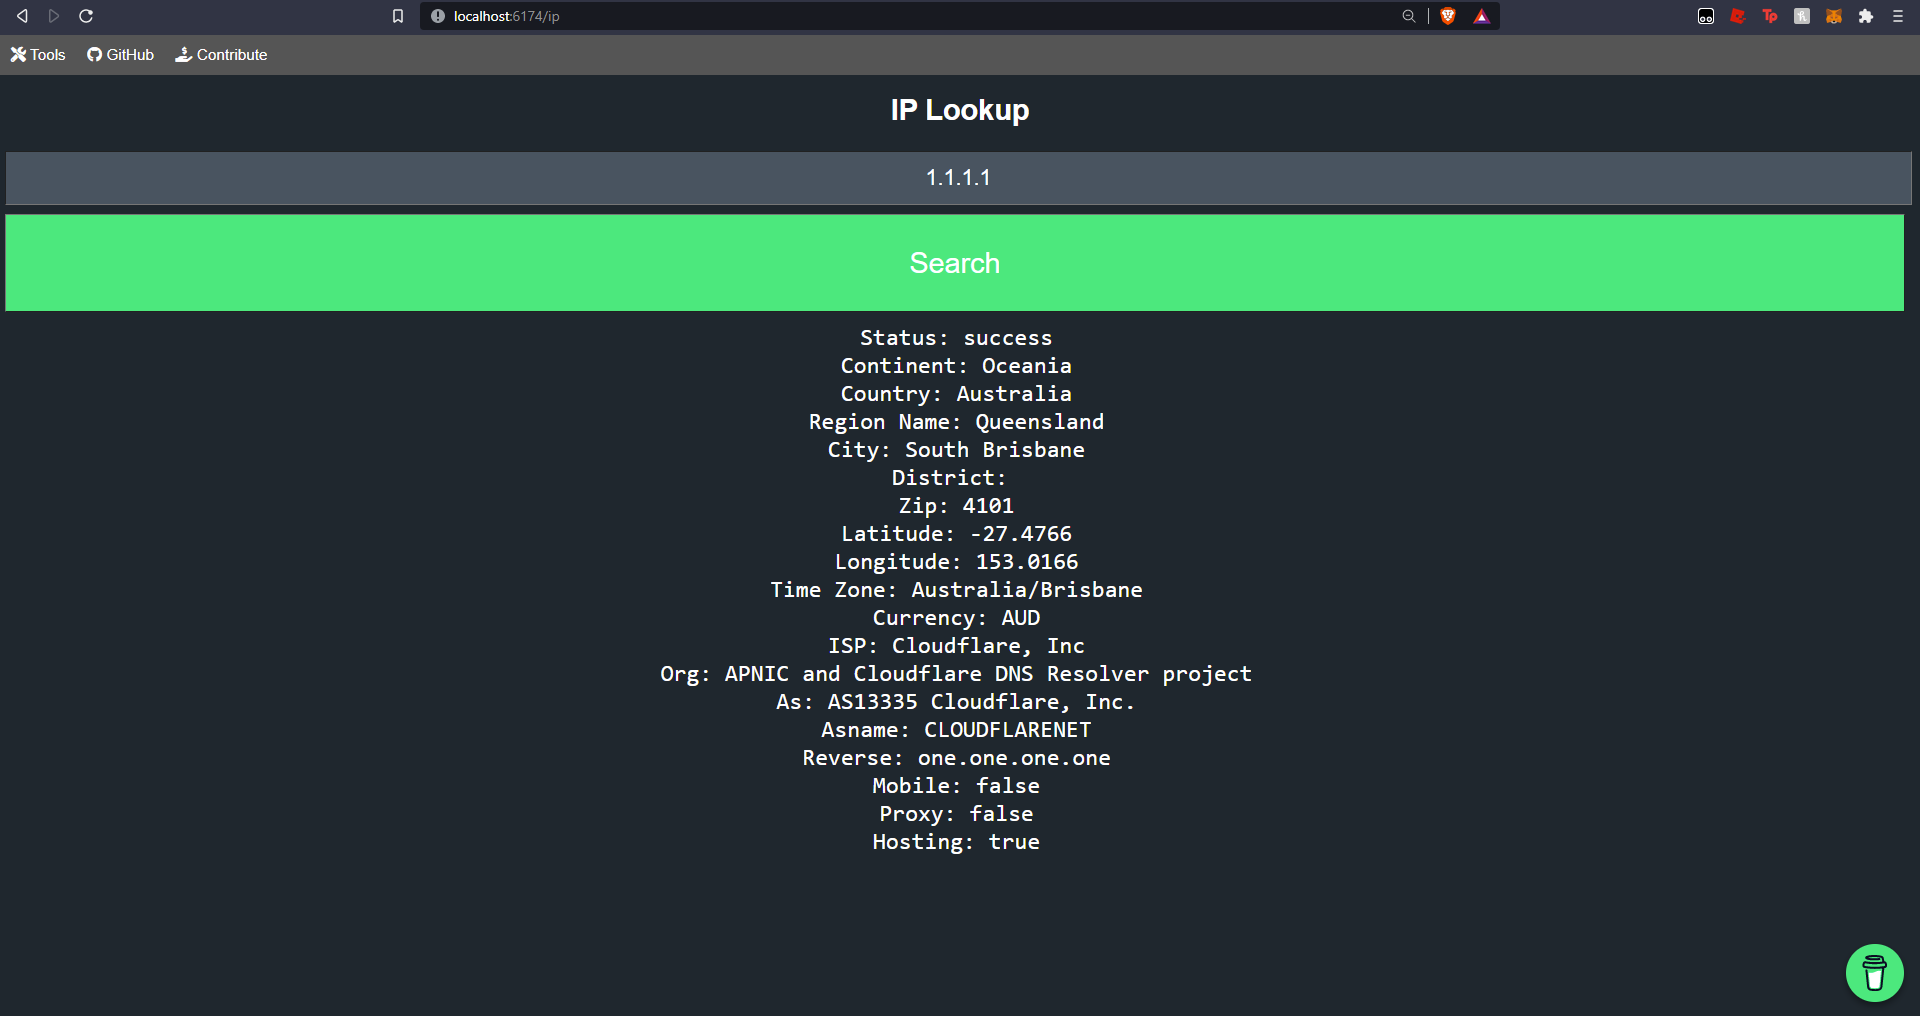 localhost:6174/ip
Tp
Tools GitHub Contribute
IP Lookup
1.1.1.1
Search
Status: success
Continent: Oceania
Country: Australia
Region Name: Queensland
City: South Brisbane
District:
Zip: 4101
Latitude: -27.4766
Longitude: 153.0166
Time Zone: Australia/Brisbane
Currency: AUD
ISP: Cloudflare, Inc
Org: APNIC and Cloudflare DNS Resolver project
As: AS13335 Cloudflare, Inc.
Asname: CLOUDFLARENET
Reverse: one.one.one.one
Mobile: false
Proxy: false
Hosting: true